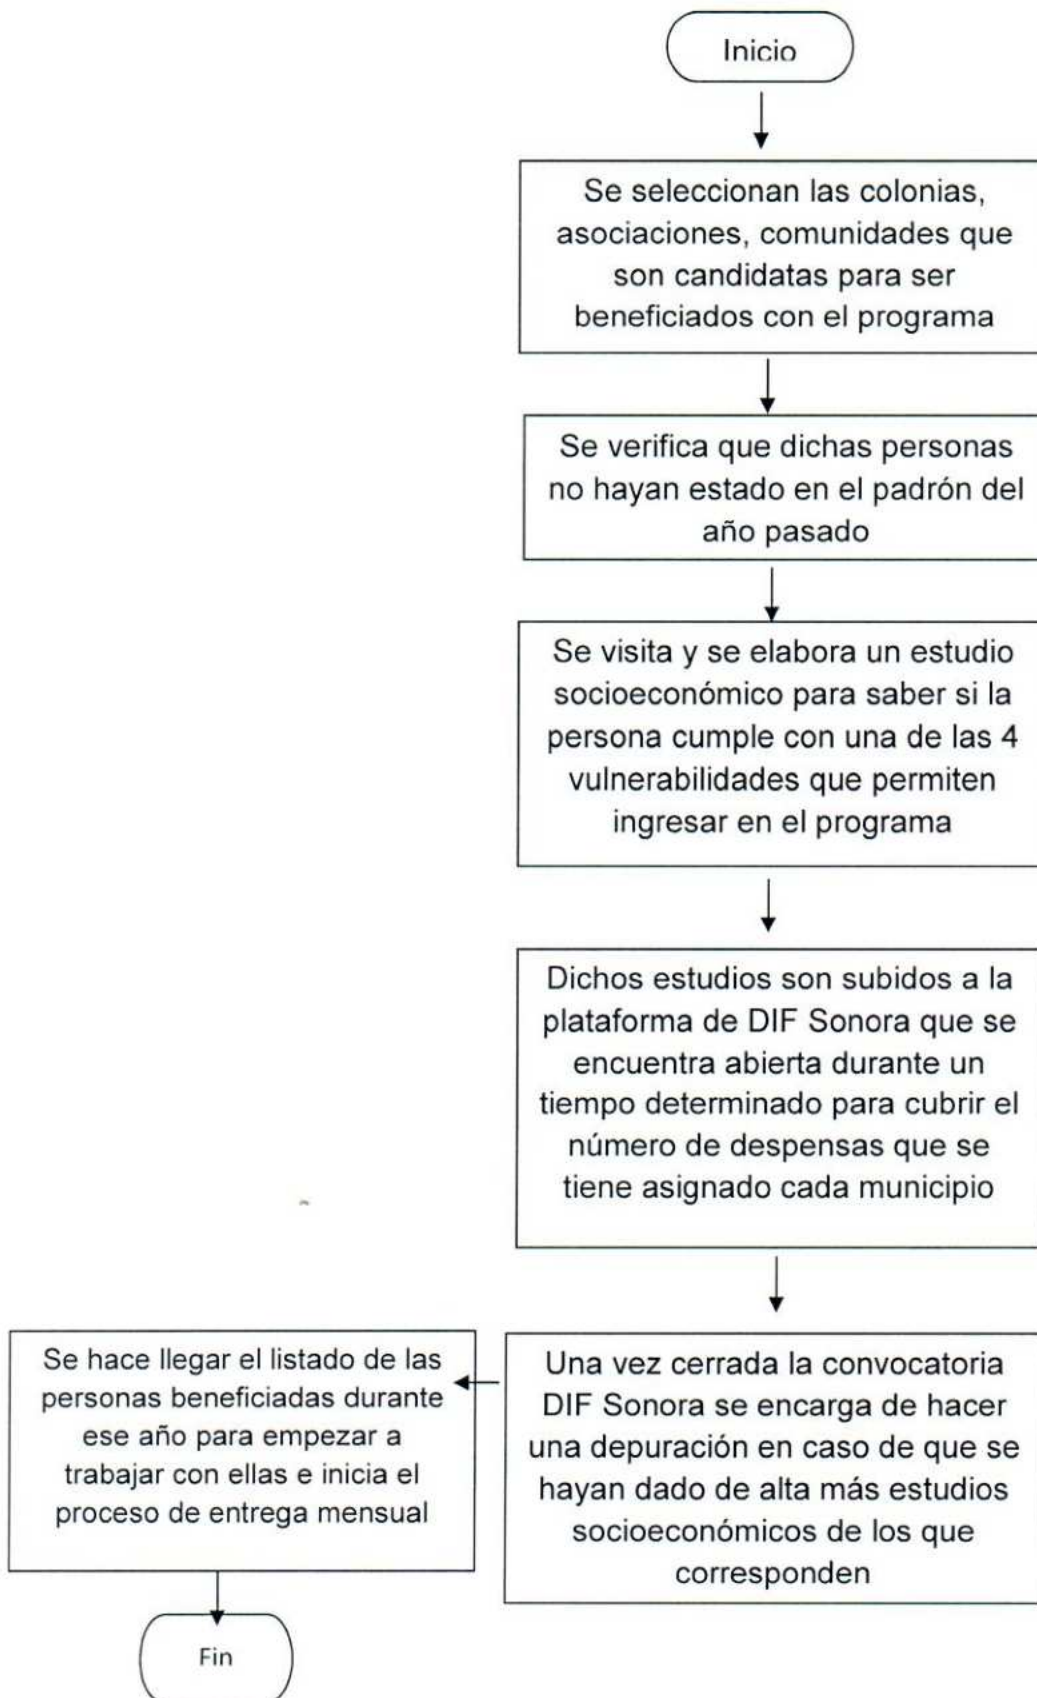 Inicio
Se seleccionan las colonias,
asociaciones, comunidades que
son candidatas para ser
beneficiados con el programa
Se verifica que dichas personas
no hayan estado en el padrón del
año pasado
Se visita y se elabora un estudio
socioeconómico para saber si la
persona cumple con una de las 4
vulnerabilidades que permiten
ingresar en el programa
Dichos estudios son subidos a la
plataforma de DIF Sonora que se
encuentra abierta durante un
tiempo determinado para cubrir el
número de despensas que se
tiene asignado cada municipio
Una vez cerrada la convocatoria
DIF Sonora se encarga de hacer
una depuración en caso de que se
hayan dado de alta más estudios
socioeconómicos de los que
corresponden
Se hace llegar el listado de las
personas beneficiadas durante
ese año para empezar a
trabajar con ellas e inicia el
proceso de entrega mensual
Fin